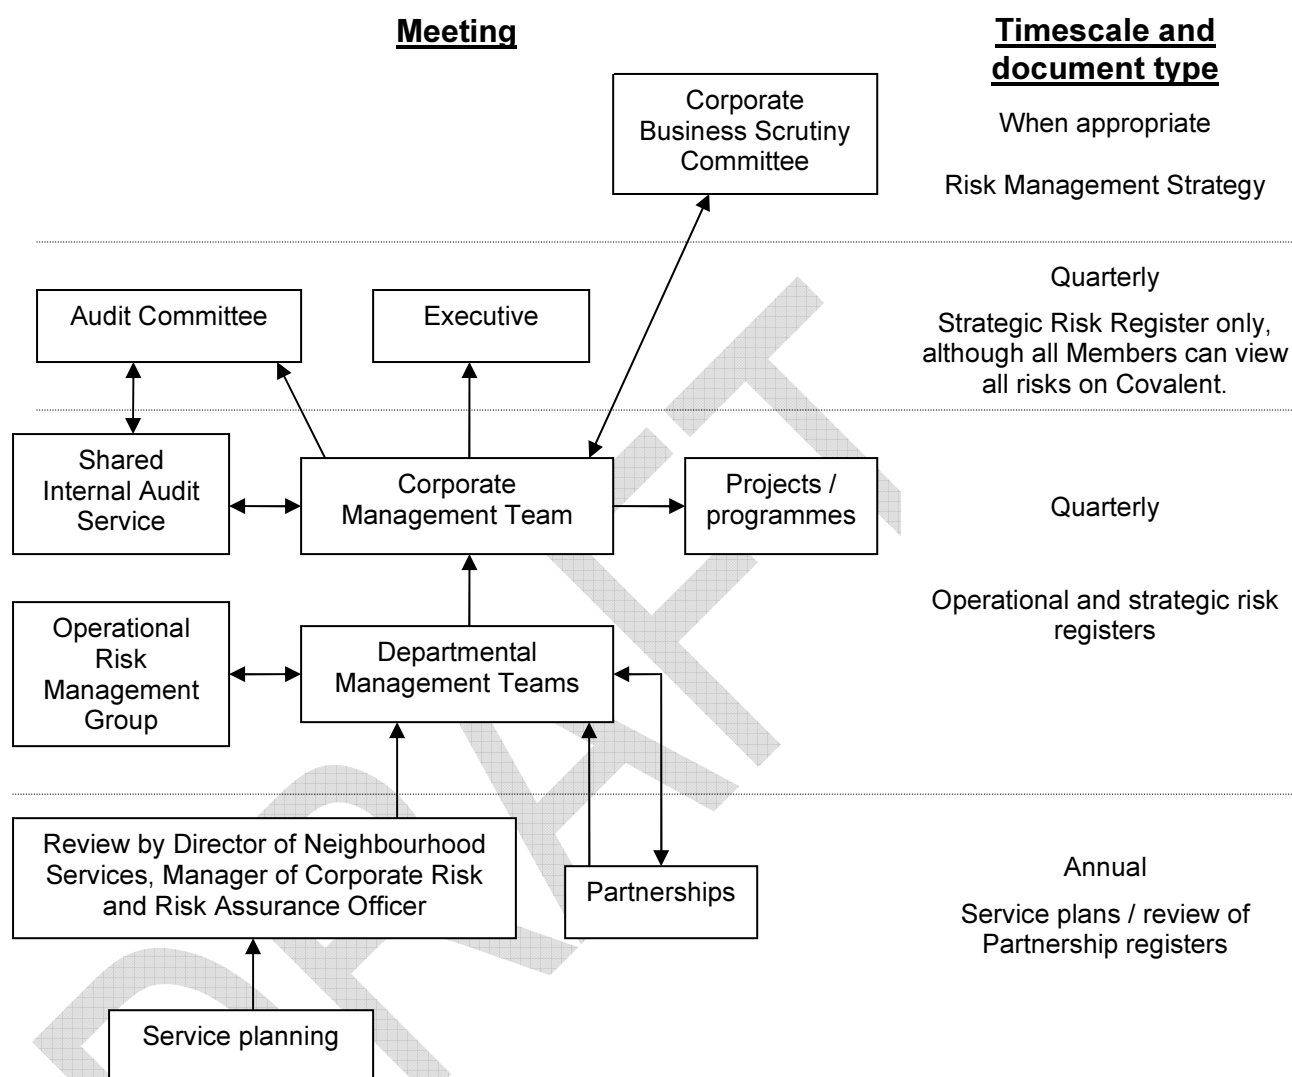 Meeting
Timescale and
document type
Corporate
Business Scrutiny
Committee
When appropriate
Risk Management Strategy
Audit Committee
Executive
Quarterly
Strategic Risk Register only,
although all Members can view
all risks on Covalent.
Shared
Internal Audit
Service
Corporate
Management Team
Projects /
programmes
Quarterly
Operational and strategic risk
registers
Operational
Risk
Management
Group
Departmental
Management Teams
Review by Director of Neighbourhood
Services, Manager of Corporate Risk
and Risk Assurance Officer
Partnerships
Annual
Service plans / review of
Partnership registers
Service planning
DRAFT